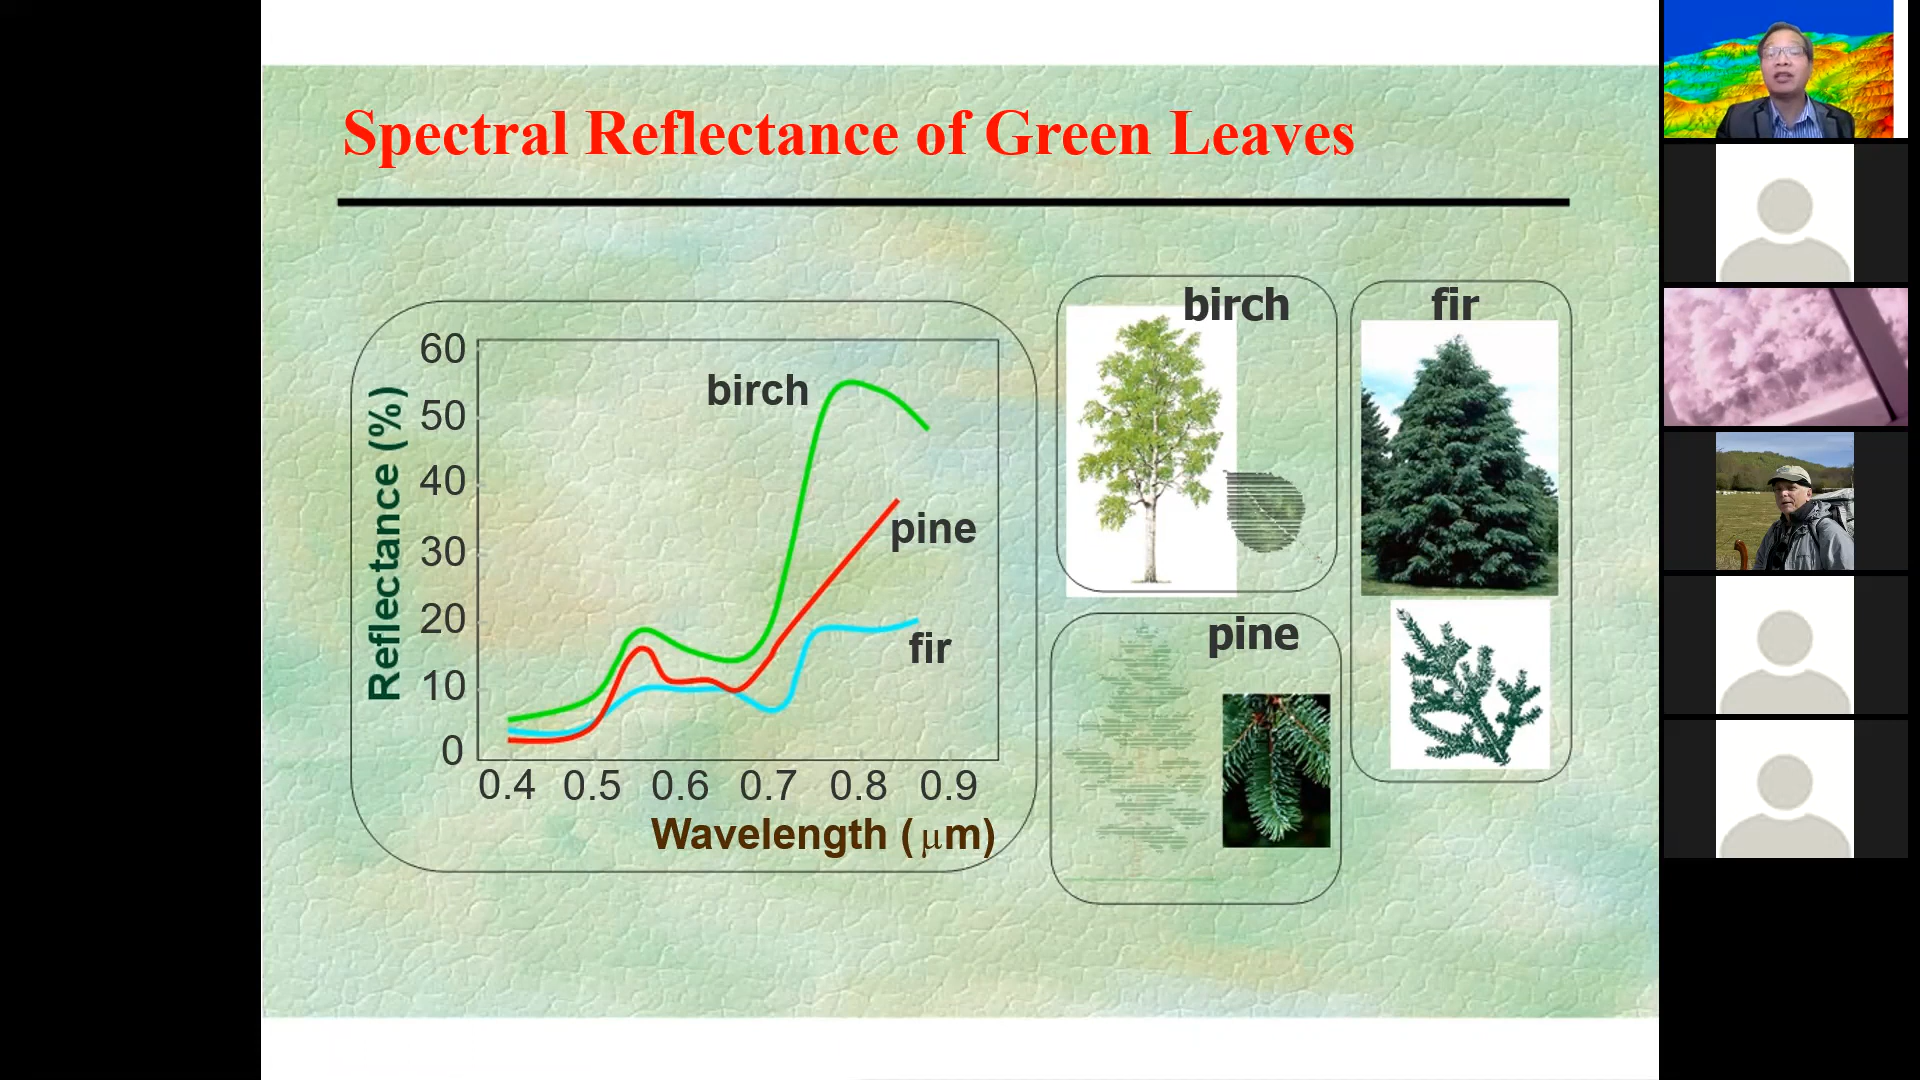 Spectral Reflectance of Green Leaves
Reflectance (%)
60
50
40
30
20
10
0
birch
pine
fir
0.4 0.5 0.6 0.7 0.8 0.9
Wavelength (μm)
birch
fir
pine